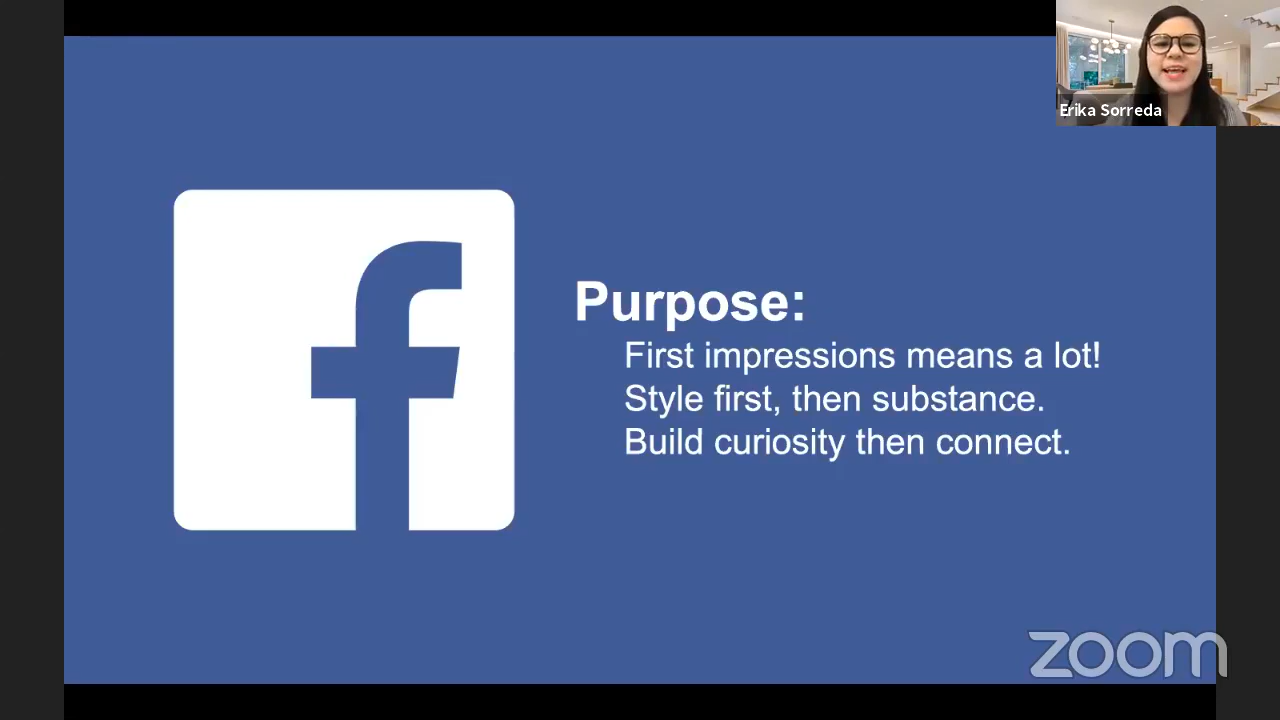 Erika Sorreda
Purpose:
First impressions means a lot!
Style first, then substance.
Build curiosity then connect.
zoom